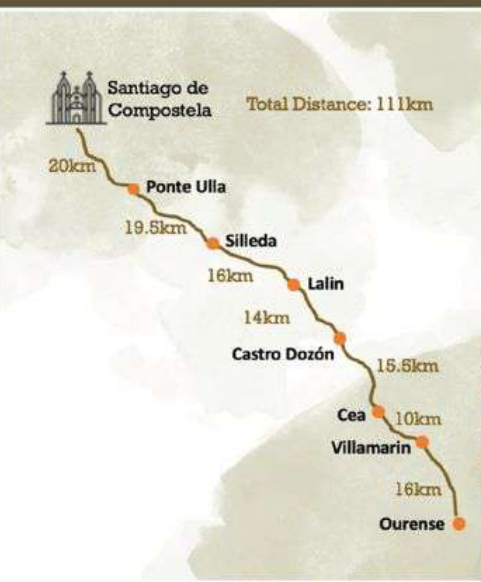 Santiago de
Compostela
Total Distance: 111km
20km
Ponte Ulla
19.5km
Silleda
16km
Lalin
14km
Castro Dozón
15.5km
Cea
10km
Villamarin
16km
Ourense